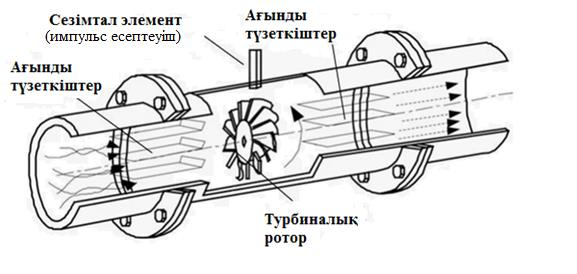 Сезімтал элемент
(импульс есептеуіш)
Ағынды
түзеткіштер
Ағынды
түзеткіштер
Турбиналық
ротор